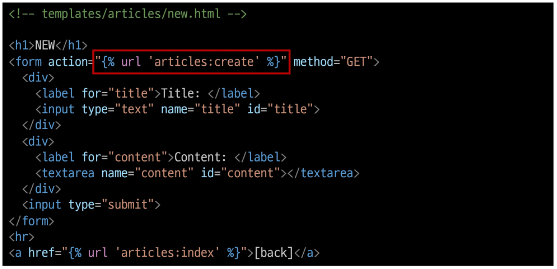 <!-- templates/articles/new.html -->

<h1>NEW</h1>
<form action="{% url 'articles:create' %}" method="GET">
  <div>
    <label for="title">Title: </label>
    <input type="text" name="title" id="title">
  </div>
  <div>
    <label for="content">Content: </label>
    <textarea name="content" id="content"></textarea>
  </div>
  <input type="submit">
</form>
<hr>
<a href="{% url 'articles:index' %}">[back]</a>